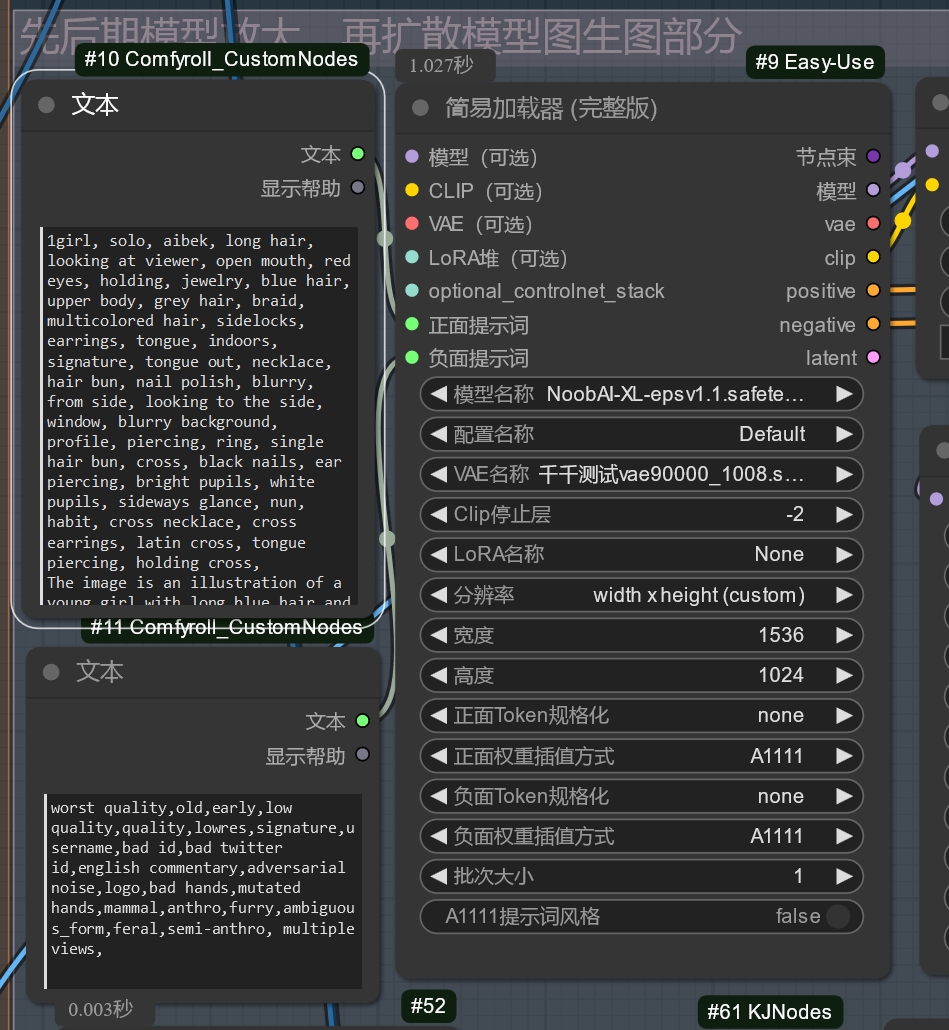 先后期模型放大，再扩散模型图生图部分
#10 Comfyroll_CustomNodes
1.027秒
#9 Easy-Use
文本
文本
显示帮助
1girl, solo, aibek, long hair,
looking at viewer, open mouth, red
eyes, holding, jewelry, blue hair,
upper body, grey hair, braid,
multicolored hair, sidelocks,
earrings, tongue, indoors,
signature, tongue out, necklace,
hair bun, nail polish, blurry,
from side, looking to the side,
window, blurry background,
profile, piercing, ring, single
hair bun, cross, black nails, ear
piercing, bright pupils, white
pupils, sideways glance, nun,
habit, cross necklace, cross
earrings, latin cross, tongue
piercing, holding cross,
The image is an illustration of a
young girl with long blue hair and
#11 Comfyroll_CustomNodes
文本
文本
显示帮助
worst quality,old,early,low
quality,quality,lowres,signature,u
sername,bad id,bad twitter
id,english commentary,adversarial
noise,logo,bad hands,mutated
hands,mammal,anthro,furry,ambiguou
s_form,feral,semi-anthro, multiple
views,
0.003秒
简易加载器 (完整版)
模型（可选） 节点束
CLIP（可选） 模型
VAE（可选） vae
LoRA堆（可选） clip
optional_controlnet_stack positive
正面提示词 negative
负面提示词 latent
模型名称 NoobAI-XL-epsv1.1.safete...
配置名称 Default
VAE名称 千千测试vae90000_1008.s...
Clip停止层 -2
LoRA名称 None
分辨率 width x height (custom)
宽度 1536
高度 1024
正面Token规格化 none
正面权重插值方式 A1111
负面Token规格化 none
负面权重插值方式 A1111
批次大小 1
A1111提示词风格 false
#52
#61 KJNodes